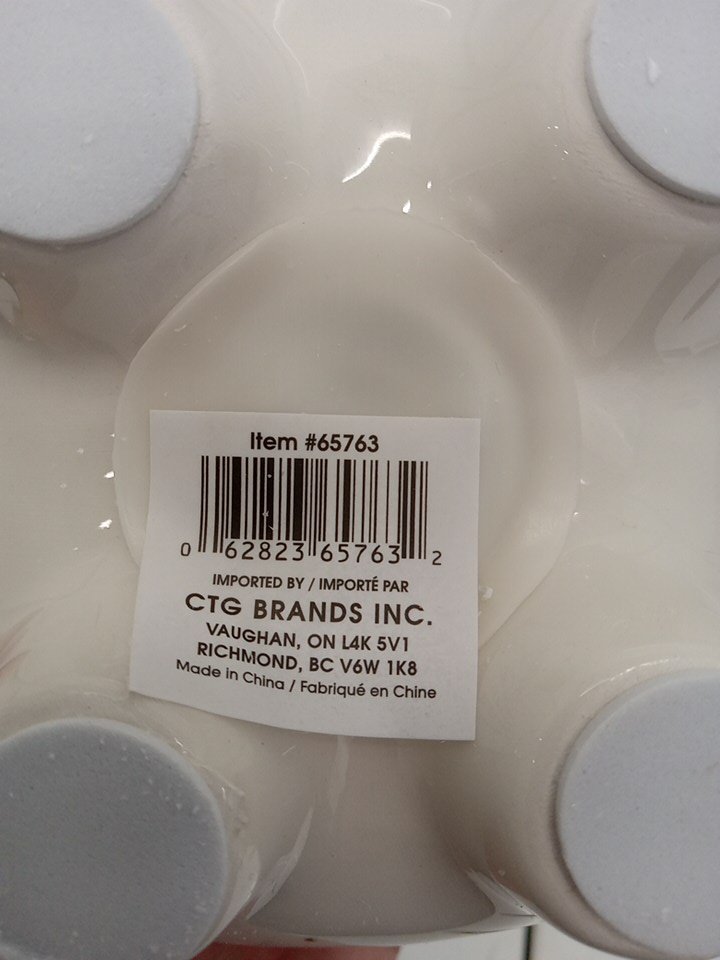 Item #65763
0 62823 65763 2
IMPORTED BY / IMPORTÉ PAR
CTG BRANDS INC.
VAUGHAN, ON L4K 5V1
RICHMOND, BC V6W 1K8
Made in China / Fabriqué en Chine